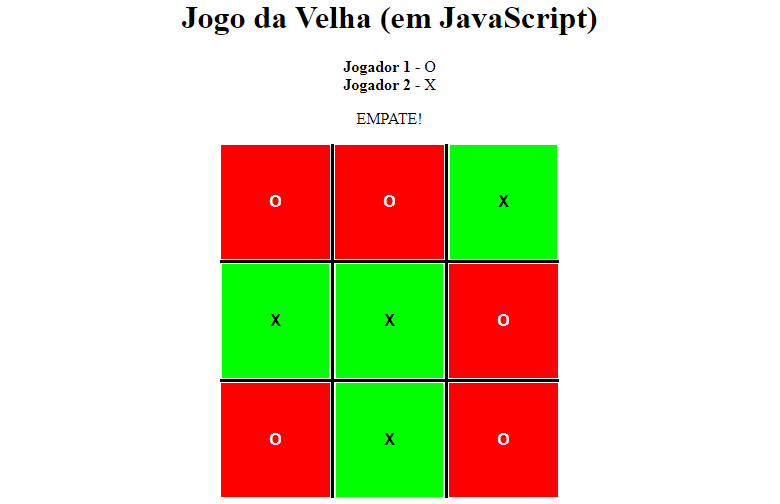 Jogo da Velha (em JavaScript)
Jogador 1 - O
Jogador 2 - X
EMPATE!
O O X
X X O
O X O